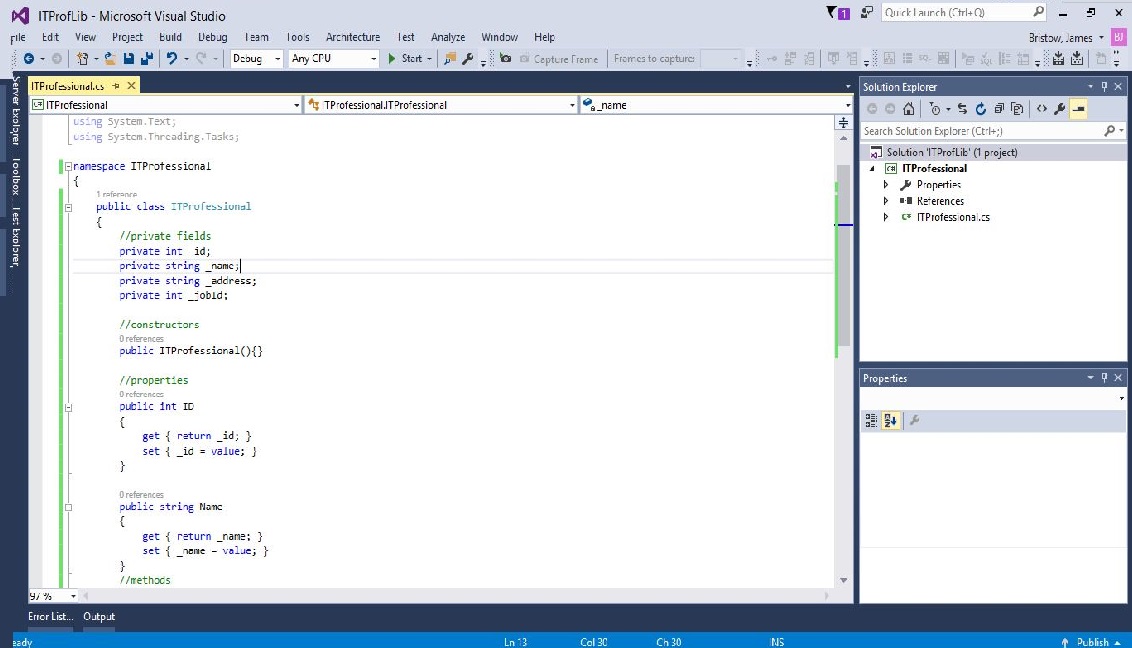 ITProfLib - Microsoft Visual Studio
1
Quick Launch (Ctrl+Q)
File Edit View Project Build Debug Team Tools Architecture Test Analyze Window Help
Bristow, James
BJ
Debug Any CPU Start Capture Frame Frames to capture:
Server Explorer
Toolbox
Test Explorer
ITProfessional.cs
ITProfessional
TProfessional.ITProfessional
_name
using System.Text;
using System.Threading.Tasks;
namespace ITProfessional
{
1 reference
public class ITProfessional
{
//private fields
private int _id;
private string _name;
private string _address;
private int _jobId;
//constructors
0 references
public ITProfessional(){}
//properties
0 references
public int ID
{
get { return _id; }
set { _id = value; }
}
0 references
public string Name
{
get { return _name; }
set { _name = value; }
}
//methods
97 %
Solution Explorer
Search Solution Explorer (Ctrl+;)
Solution 'ITProfLib' (1 project)
ITProfessional
Properties
References
ITProfessional.cs
Properties
Error List... Output
eady Ln 13 Col 30 Ch 30 INS Publish